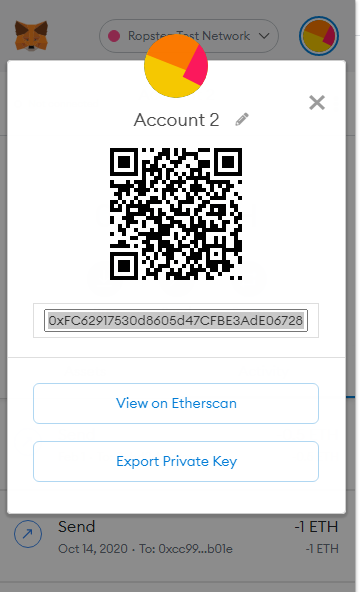 Ropsten Test Network
Account 2
0xFC62917530d8605d47CFBE3AdE06728
View on Etherscan
Export Private Key
Send
-1 ETH
Oct 14, 2020 · To: 0xcc99...b01e
-1 ETH